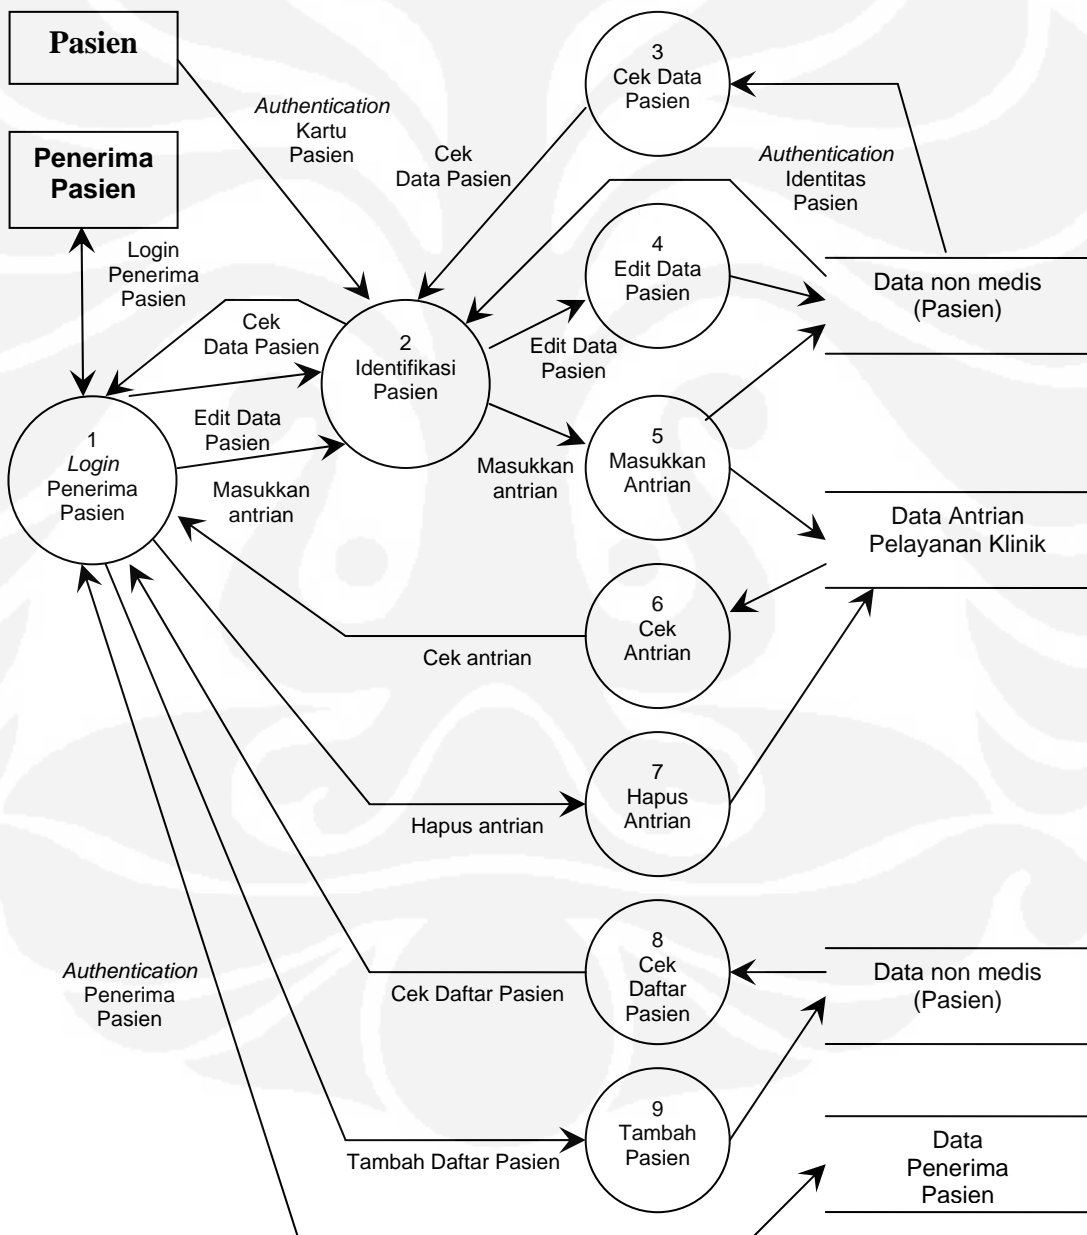 Pasien
3
Cek Data
Pasien
Authentication
Kartu
Pasien
Cek
Data Pasien
Authentication
Identitas
Pasien
Penerima
Pasien
Login
Penerima
Pasien
4
Edit Data
Pasien
Data non medis
(Pasien)
Cek
Data Pasien
2
Identifikasi
Pasien
Edit Data
Pasien
Edit Data
Pasien
1
Login
Penerima
Pasien
Masukkan
antrian
Masukkan
antrian
5
Masukkan
Antrian
Data Antrian
Pelayanan Klinik
6
Cek
Antrian
Cek antrian
7
Hapus
Antrian
Hapus antrian
8
Cek
Daftar
Pasien
Cek Daftar Pasien
Data non medis
(Pasien)
Authentication
Penerima
Pasien
9
Tambah
Pasien
Tambah Daftar Pasien
Data
Penerima
Pasien